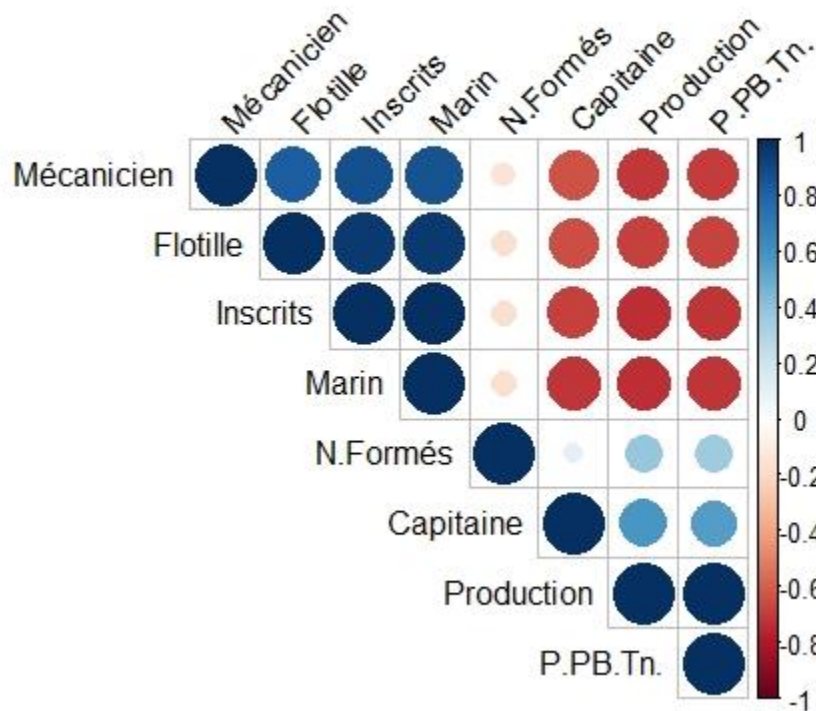 Mécanicien
Flotille
Inscrits
Marin
N.Formés
Capitaine
Production
P.PB.Tn.
Mécanicien
Flotille
Inscrits
Marin
N.Formés
Capitaine
Production
P.PB.Tn.
1
0.8
0.6
0.4
0.2
0
-0.2
-0.4
-0.6
-0.8
-1